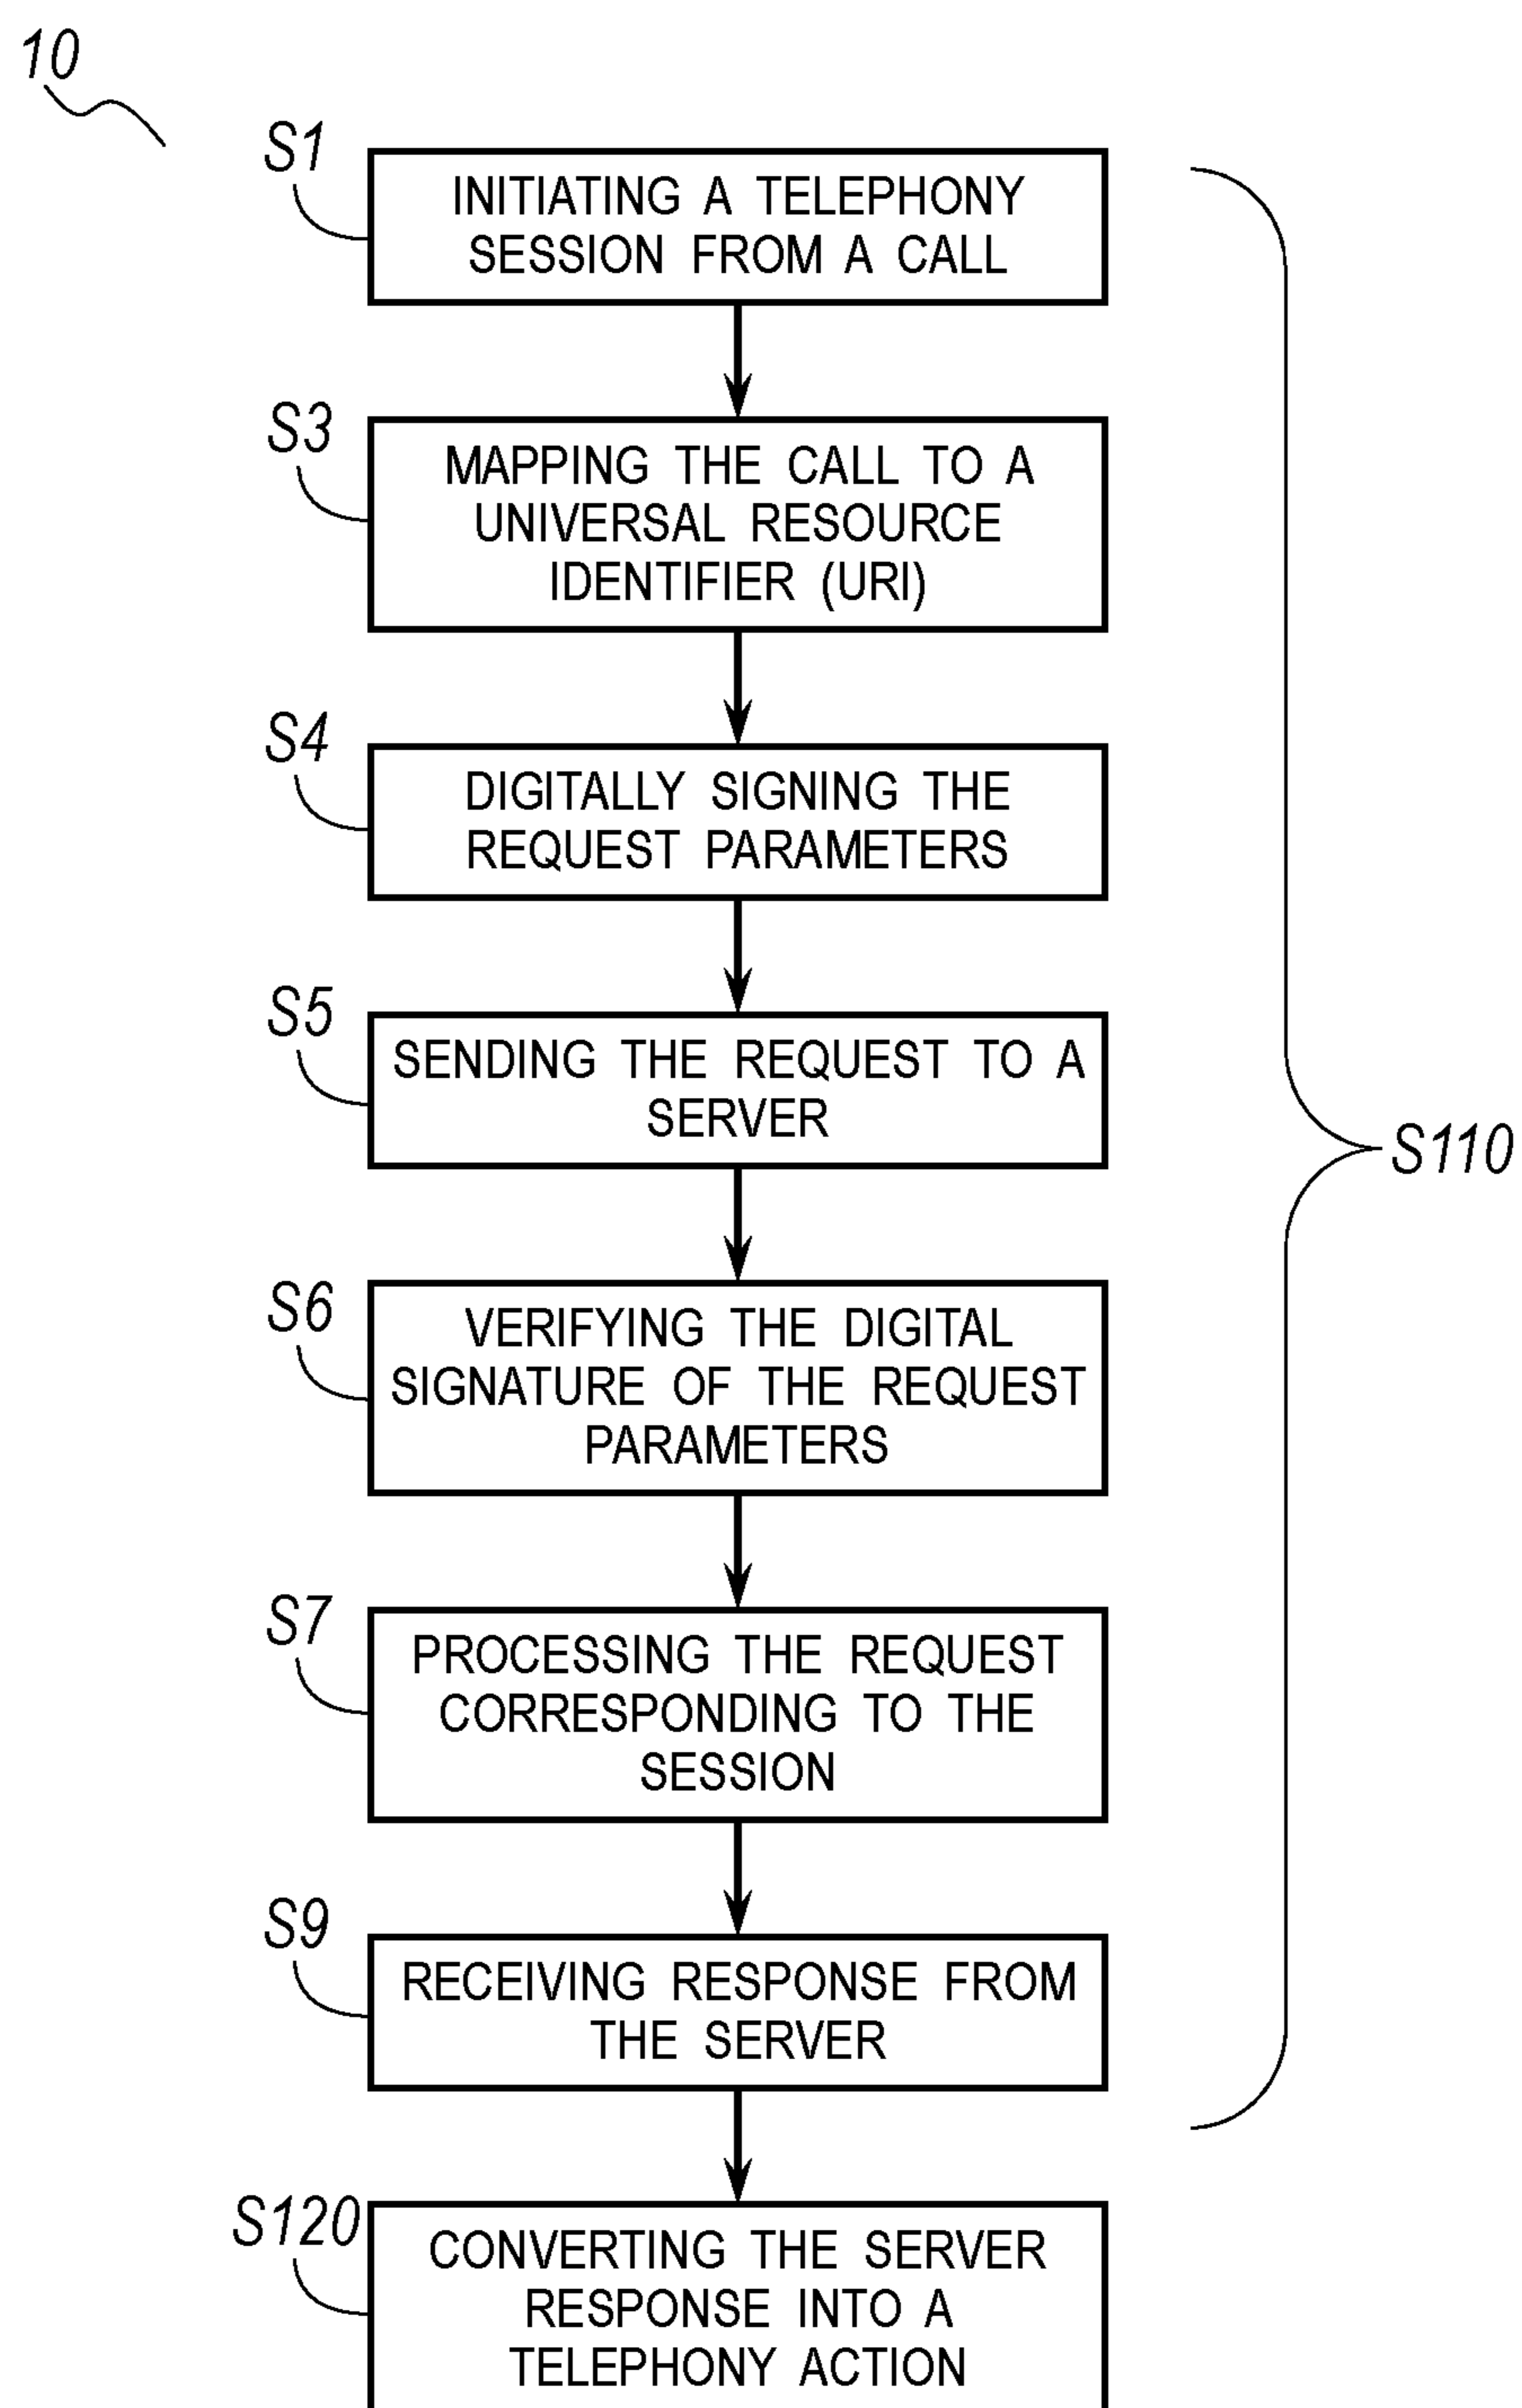 10
S1
INITIATING A TELEPHONY
SESSION FROM A CALL
S3
MAPPING THE CALL TO A
UNIVERSAL RESOURCE
IDENTIFIER (URI)
S4
DIGITALLY SIGNING THE
REQUEST PARAMETERS
S5
SENDING THE REQUEST TO A
SERVER
S110
S6
VERIFYING THE DIGITAL
SIGNATURE OF THE REQUEST
PARAMETERS
S7
PROCESSING THE REQUEST
CORRESPONDING TO THE
SESSION
S9
RECEIVING RESPONSE FROM
THE SERVER
S120
CONVERTING THE SERVER
RESPONSE INTO A
TELEPHONY ACTION